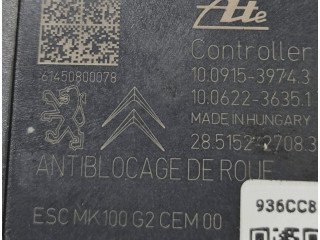 Ate
Controller
61450800078
10.0915-3974.3
10.0622-3635.1
MADE IN HUNGARY
28.5152-2708.3
ANTIBLOCAGE DE ROUE
ESC MK100 G2 CEM 00
936CC8